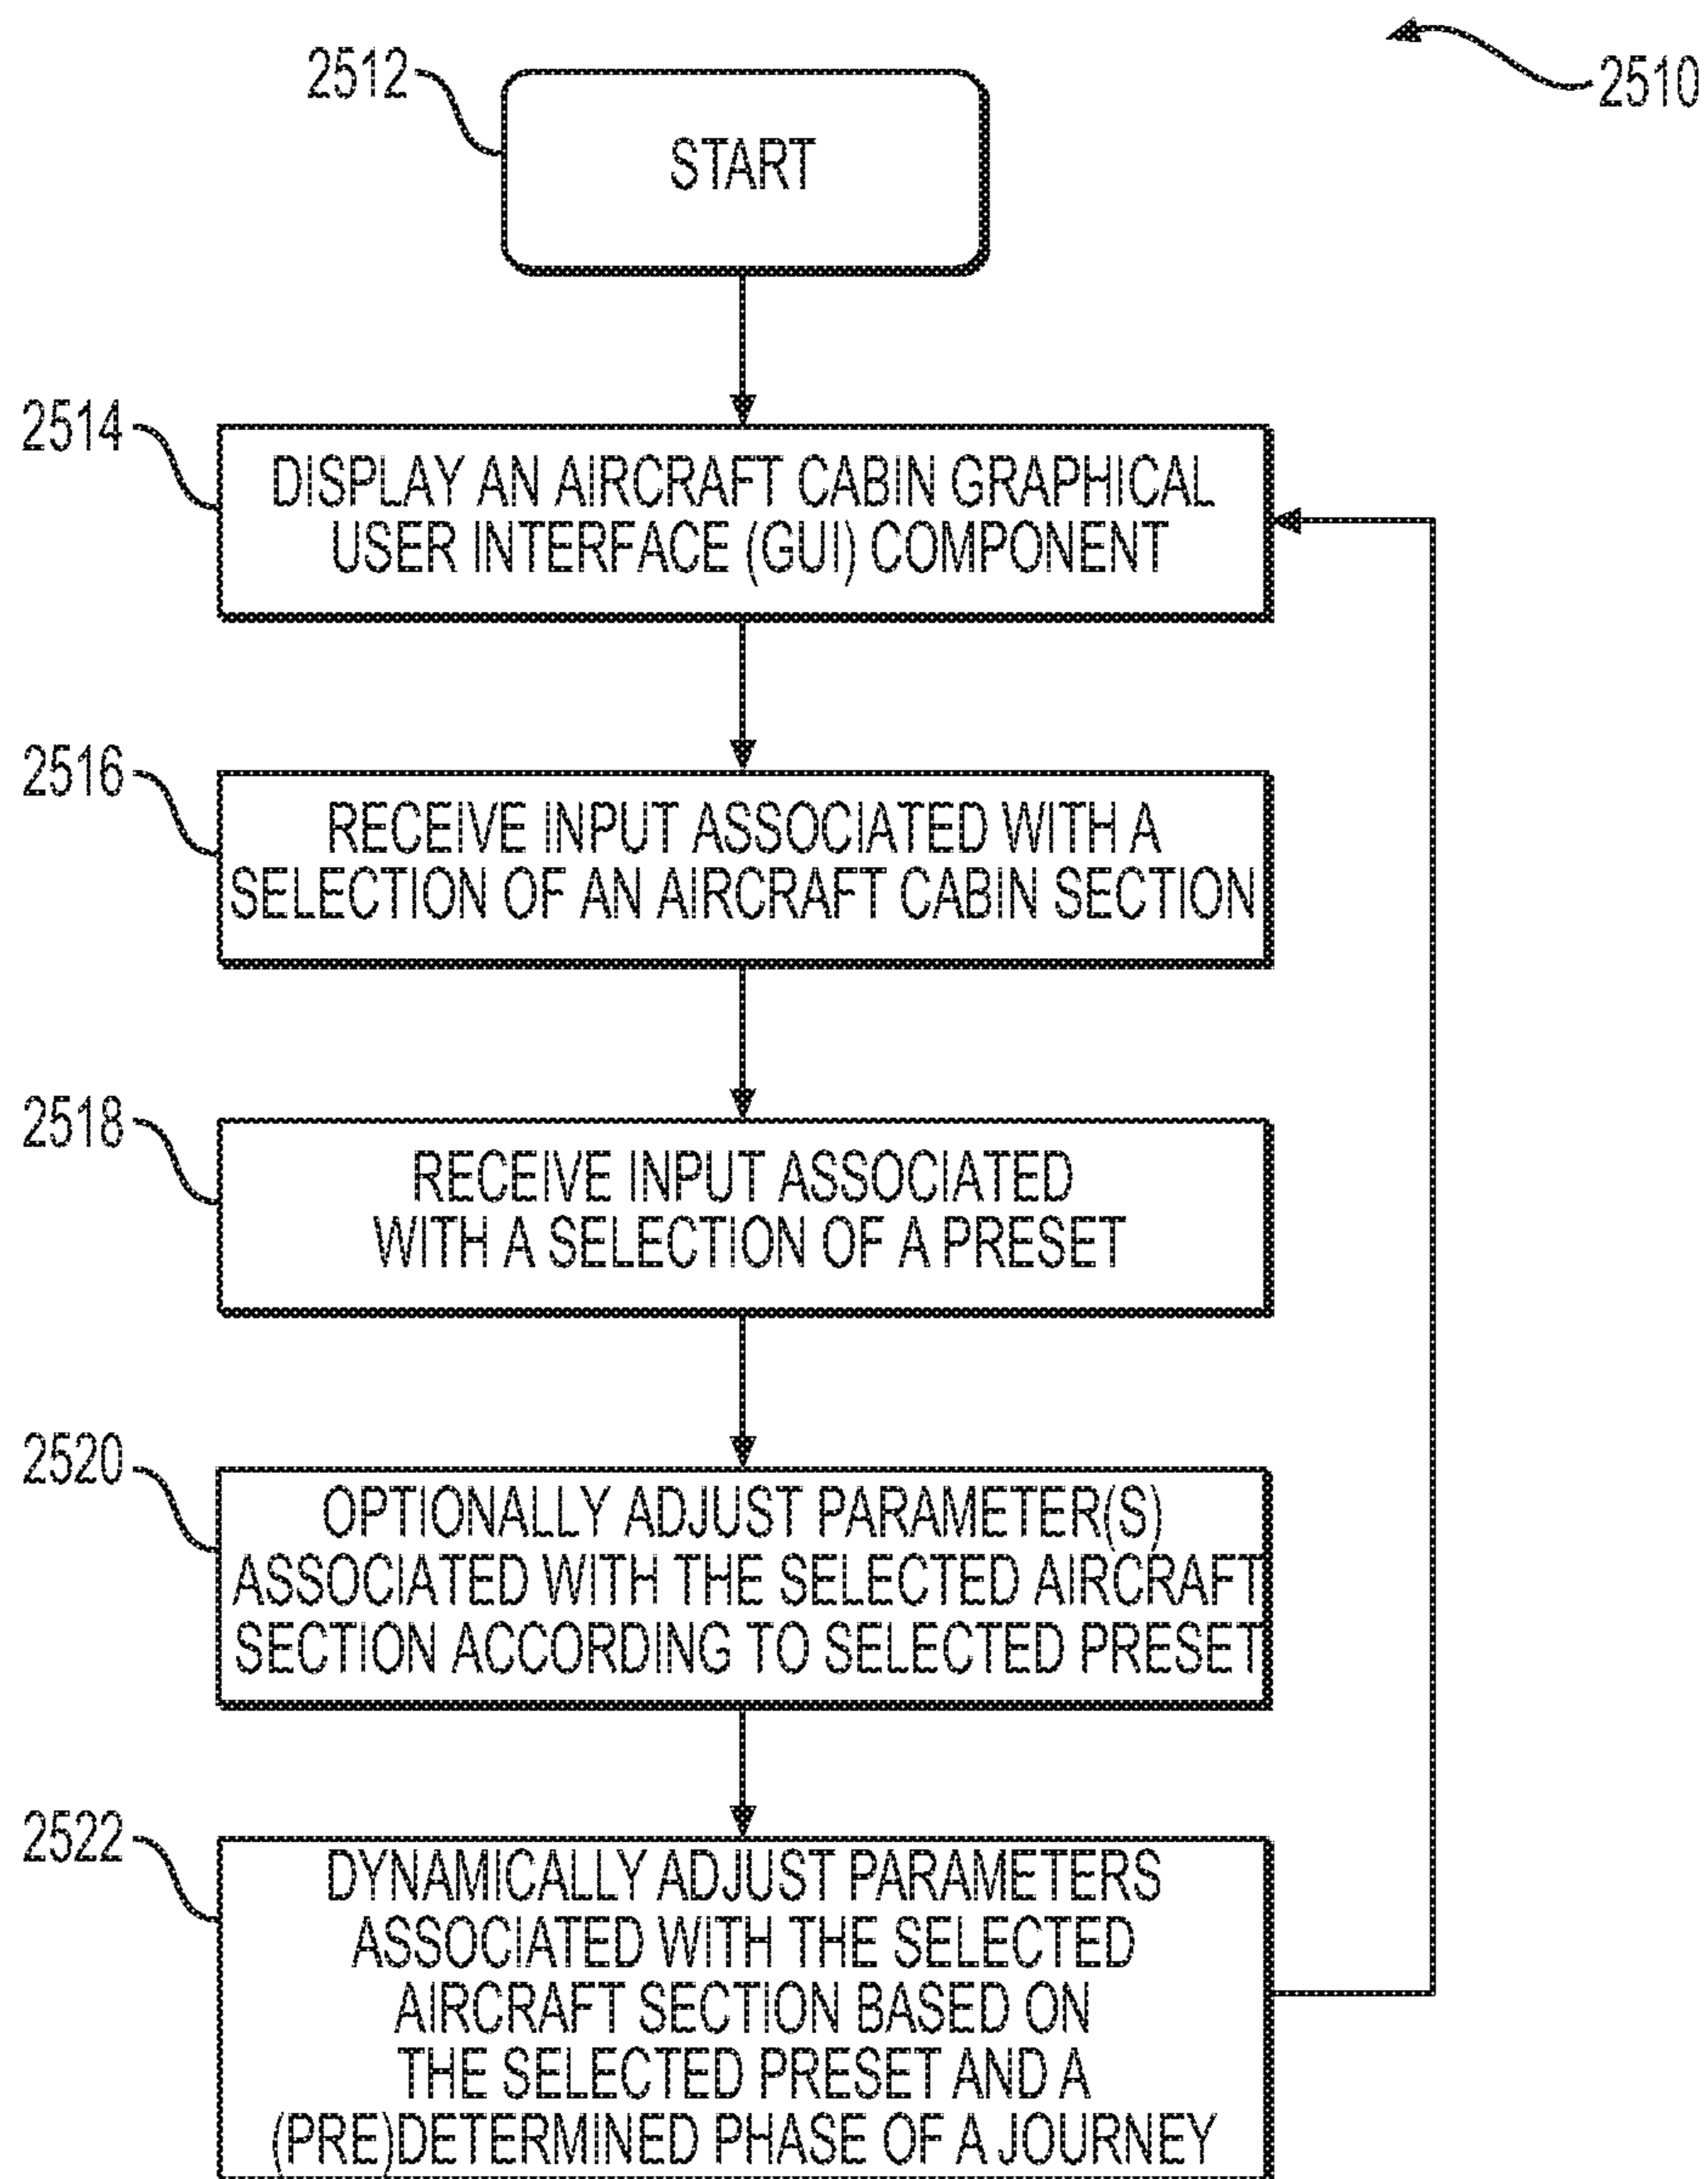 2510
2512
START
2514
DISPLAY AN AIRCRAFT CABIN GRAPHICAL
USER INTERFACE (GUI) COMPONENT
2516
RECEIVE INPUT ASSOCIATED WITH A
SELECTION OF AN AIRCRAFT CABIN SECTION
2518
RECEIVE INPUT ASSOCIATED
WITH A SELECTION OF A PRESET
2520
OPTIONALLY ADJUST PARAMETER(S)
ASSOCIATED WITH THE SELECTED AIRCRAFT
SECTION ACCORDING TO SELECTED PRESET
2522
DYNAMICALLY ADJUST PARAMETERS
ASSOCIATED WITH THE SELECTED
AIRCRAFT SECTION BASED ON
THE SELECTED PRESET AND A
(PRE)DETERMINED PHASE OF A JOURNEY